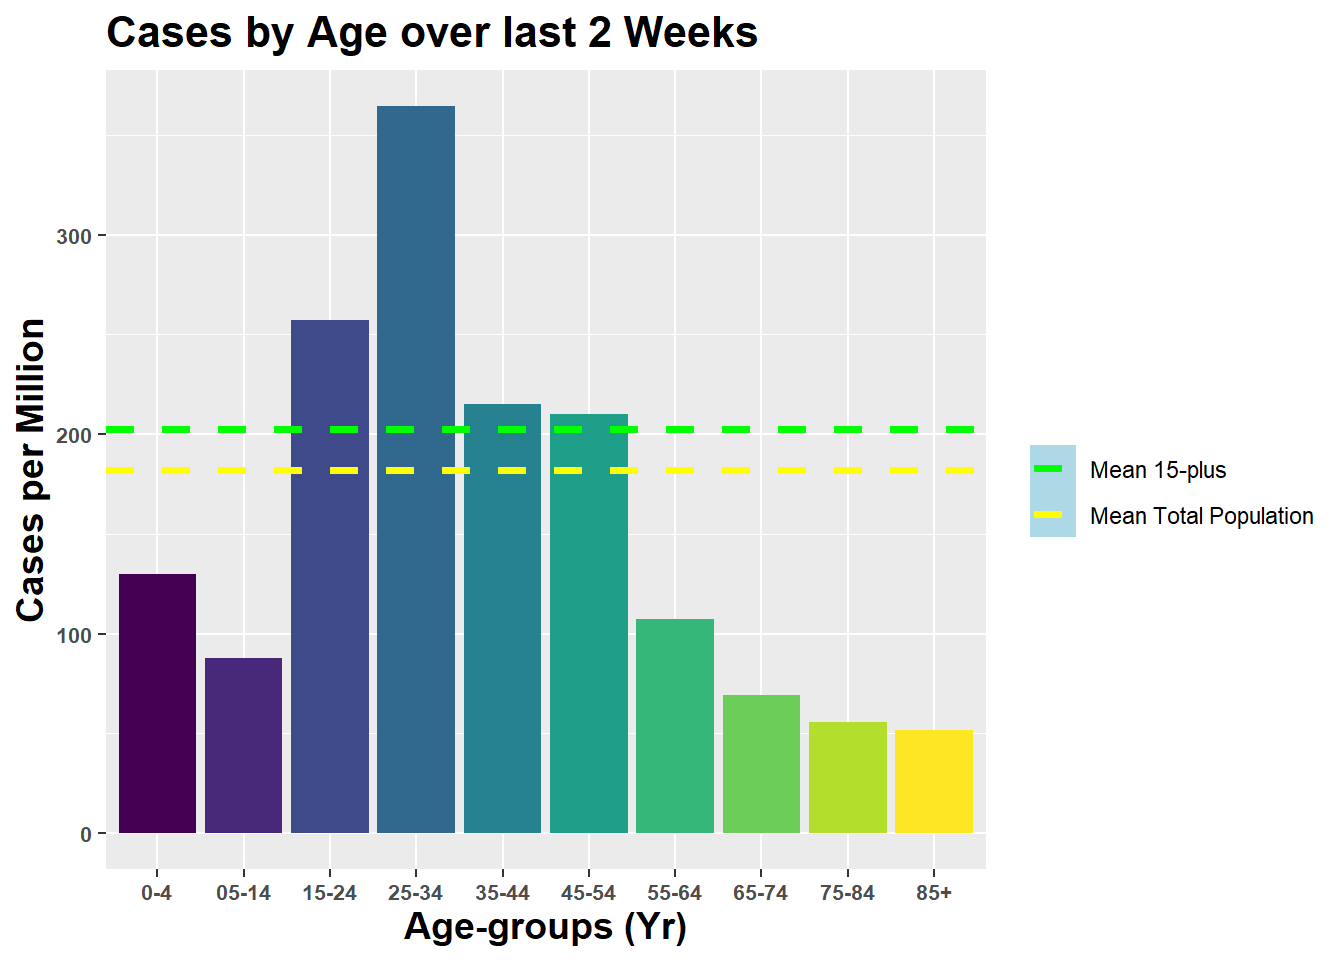 Cases by Age over last 2 Weeks
Cases per Million
300
200
100
0
0-4 05-14 15-24 25-34 35-44 45-54 55-64 65-74 75-84 85+
Age-groups (Yr)
Mean 15-plus
Mean Total Population